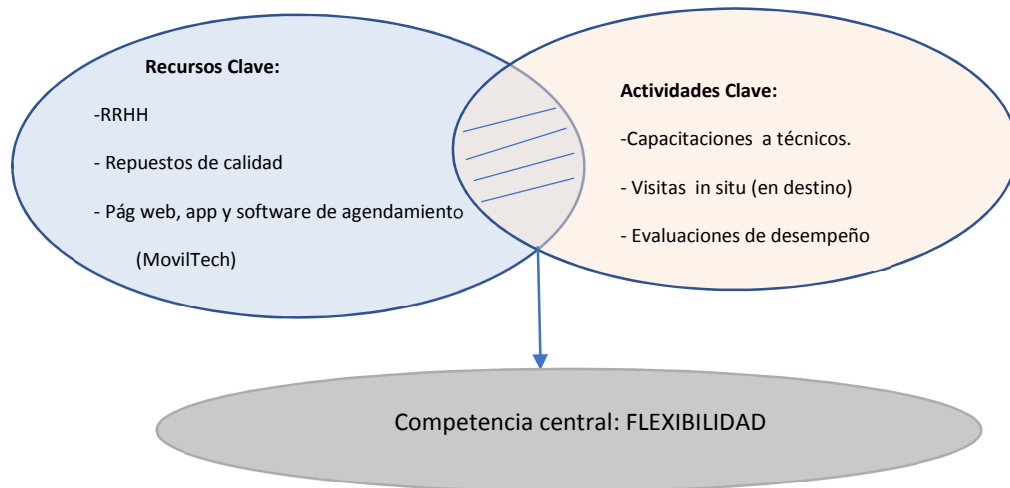 Recursos Clave:
-RRHH
- Repuestos de calidad
- Pág web, app y software de agendamiento
(MovilTech)
Actividades Clave:
-Capacitaciones a técnicos.
- Visitas in situ (en destino)
- Evaluaciones de desempeño
Competencia central: FLEXIBILIDAD